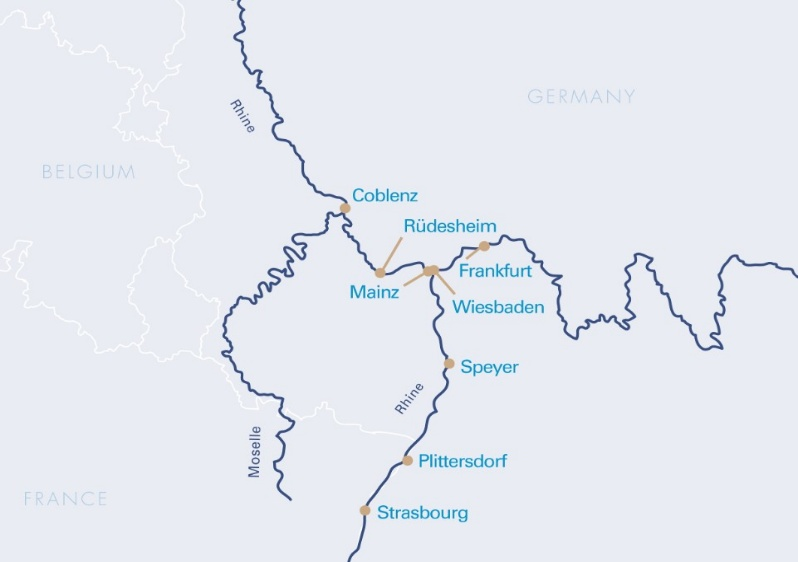 GERMANY
Rhine
BELGIUM
Coblenz
Rüdesheim
Frankfurt
Mainz
Wiesbaden
Speyer
Rhine
Moselle
Plittersdorf
FRANCE
Strasbourg